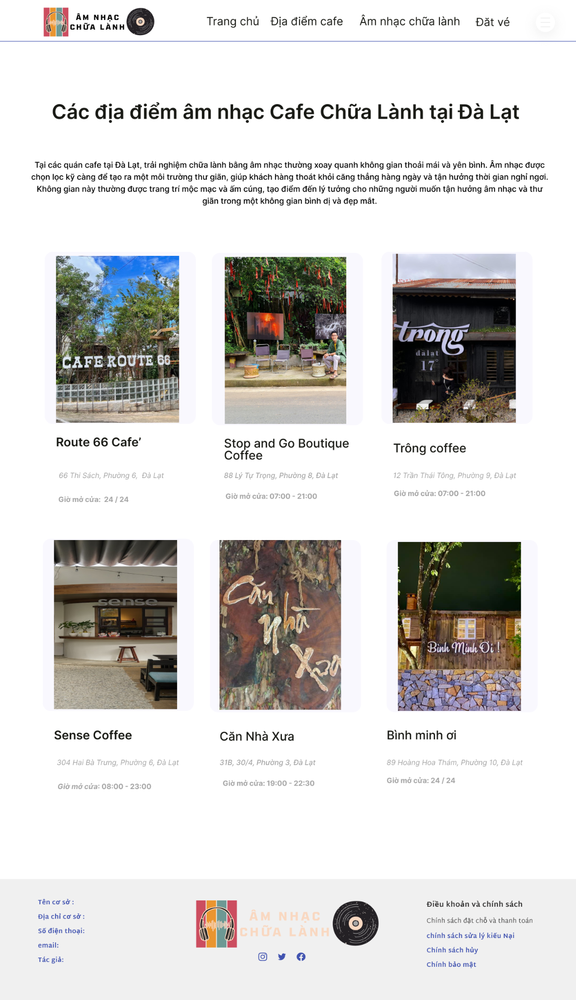 ÂM NHẠC
CHỮA LÀNH
Trang chủ Địa điểm cafe Âm nhạc chữa lành Đăt vé
Các địa điểm âm nhạc Cafe Chữa Lành tại Đà Lạt
Tại các quán cafe tại Đà Lạt, trải nghiệm chữa lành bằng âm nhạc thường xoay quanh không gian thoải mái và yên bình. Âm nhạc được
chọn lọc kỹ càng để tạo ra một môi trường thư giãn, giúp khách hàng thoát khỏi căng thẳng hàng ngày và tận hưởng thời gian nghỉ ngơi.
Không gian này thường được trang trí mộc mạc và ấm cúng, tạo điểm đến lý tưởng cho những người muốn tận hưởng âm nhạc và thư
giãn trong một không gian bình dị và đẹp mắt.
CAFE ROUTE 66
trông
đàlạt
17°
Route 66 Cafe’
66 Thi Sách, Phường 6, Đà Lạt
Giờ mở cửa: 24 / 24
Stop and Go Boutique
Coffee
88 Lý Tự Trọng, Phường 8, Đà Lạt
Giờ mở cửa: 07:00 - 21:00
Trông coffee
12 Trần Thái Tông, Phường 9, Đà Lạt
Giờ mở cửa: 07:00 - 21:00
sense
Căn
nhà
Xưa
Bình Minh Ơi !
Sense Coffee
304 Hai Bà Trưng, Phường 6, Đà Lạt
Giờ mở cửa: 08:00 - 23:00
Căn Nhà Xưa
31B, 30/4, Phường 3, Đà Lạt
Giờ mở cửa: 19:00 - 22:30
Bình minh ơi
89 Hoàng Hoa Thám, Phường 10, Đà Lạt
Giờ mở cửa: 24 / 24
Tên cơ sở :
Địa chỉ cơ sở :
Số điện thoại:
email:
Tác giả:
ÂM NHẠC
CHỮA LÀNH
Điều khoản và chính sách
Chính sách đặt chỗ và thanh toán
chính sách sửa lý kiếu Nại
Chính sách hủy
Chính bảo mật